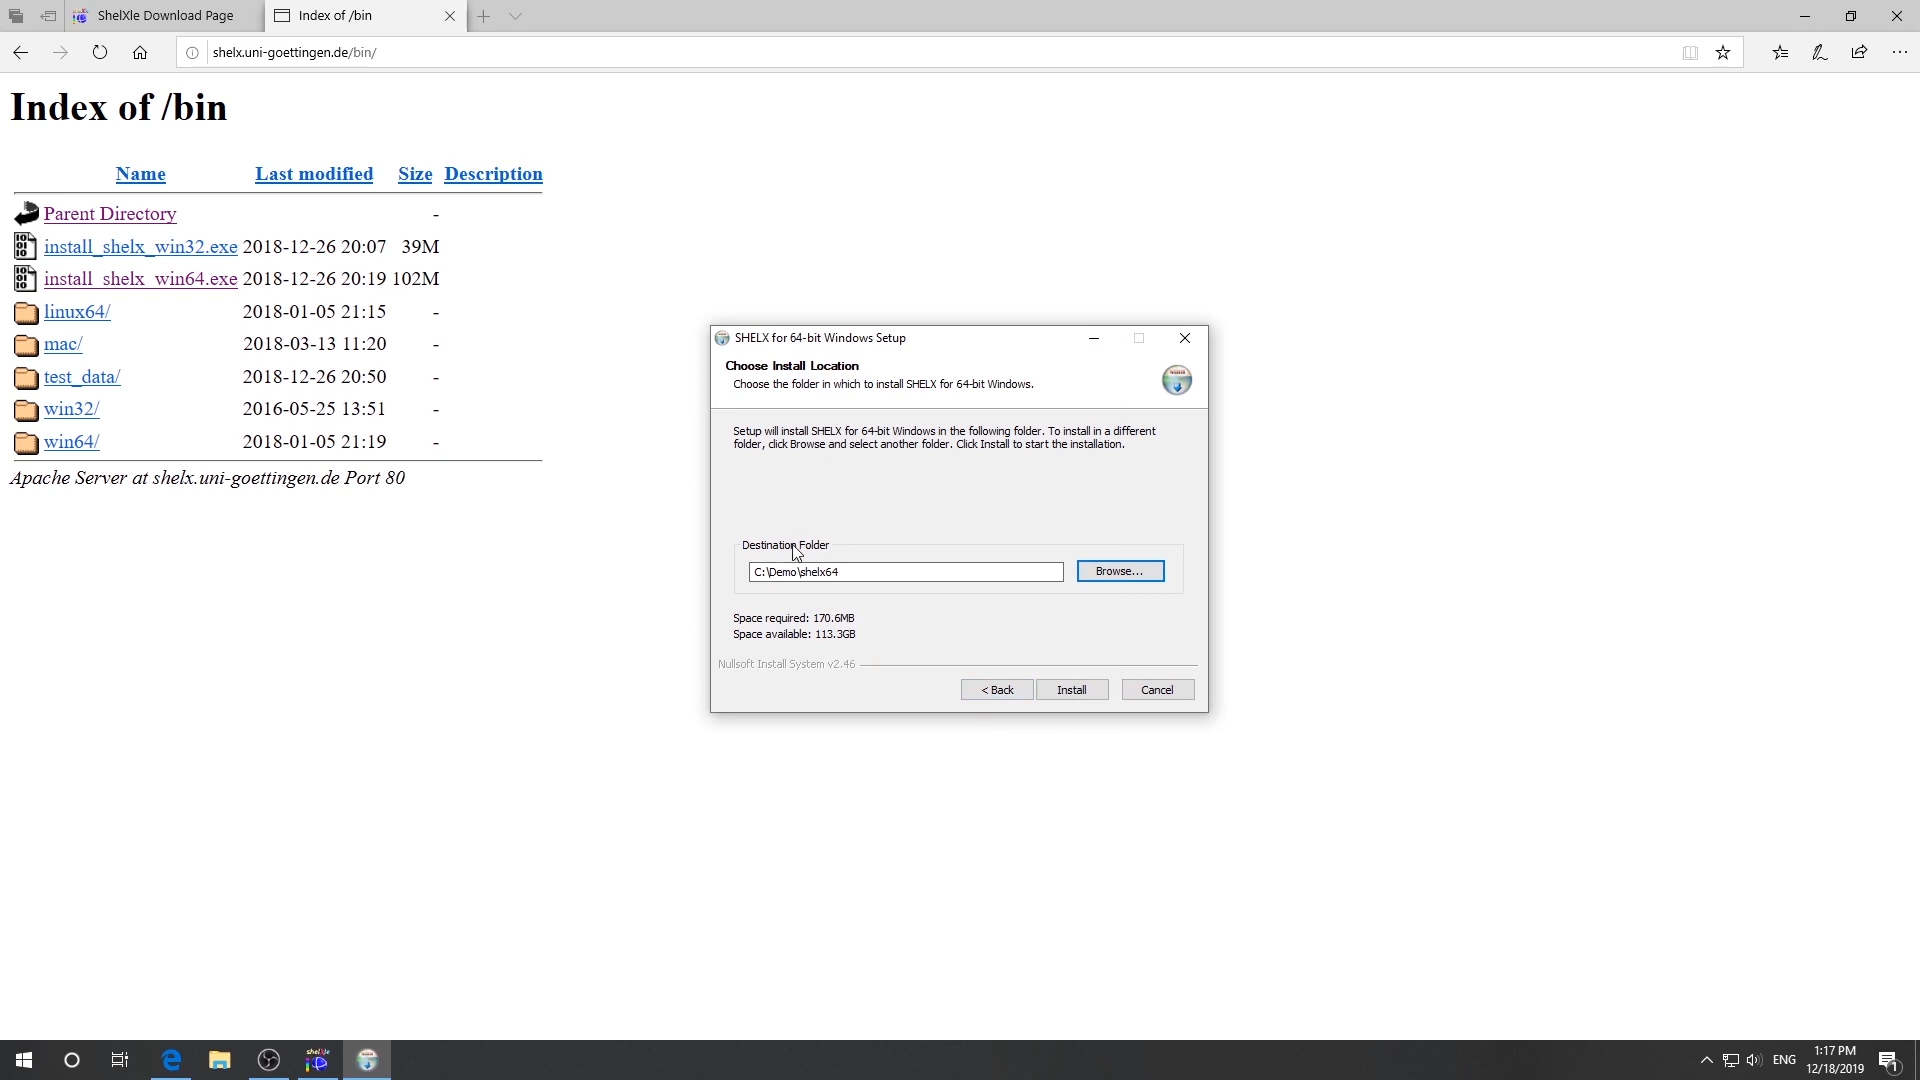 ShelXle Download Page
Index of /bin
shelx.uni-goettingen.de/bin/
Index of /bin
Name Last modified Size Description
Parent Directory -
install_shelx_win32.exe 2018-12-26 20:07 39M
install_shelx_win64.exe 2018-12-26 20:19 102M
linux64/ 2018-01-05 21:15 -
mac/ 2018-03-13 11:20 -
test_data/ 2018-12-26 20:50 -
win32/ 2016-05-25 13:51 -
win64/ 2018-01-05 21:19 -
Apache Server at shelx.uni-goettingen.de Port 80
SHELX for 64-bit Windows Setup
Choose Install Location
Choose the folder in which to install SHELX for 64-bit Windows.
Setup will install SHELX for 64-bit Windows in the following folder. To install in a different
folder, click Browse and select another folder. Click Install to start the installation.
Destination Folder
C:\Demo\shelx64
Browse...
Space required: 170.6MB
Space available: 113.3GB
Nullsoft Install System v2.46
< Back Install Cancel
shelXle
ENG
1:17 PM
12/18/2019
1